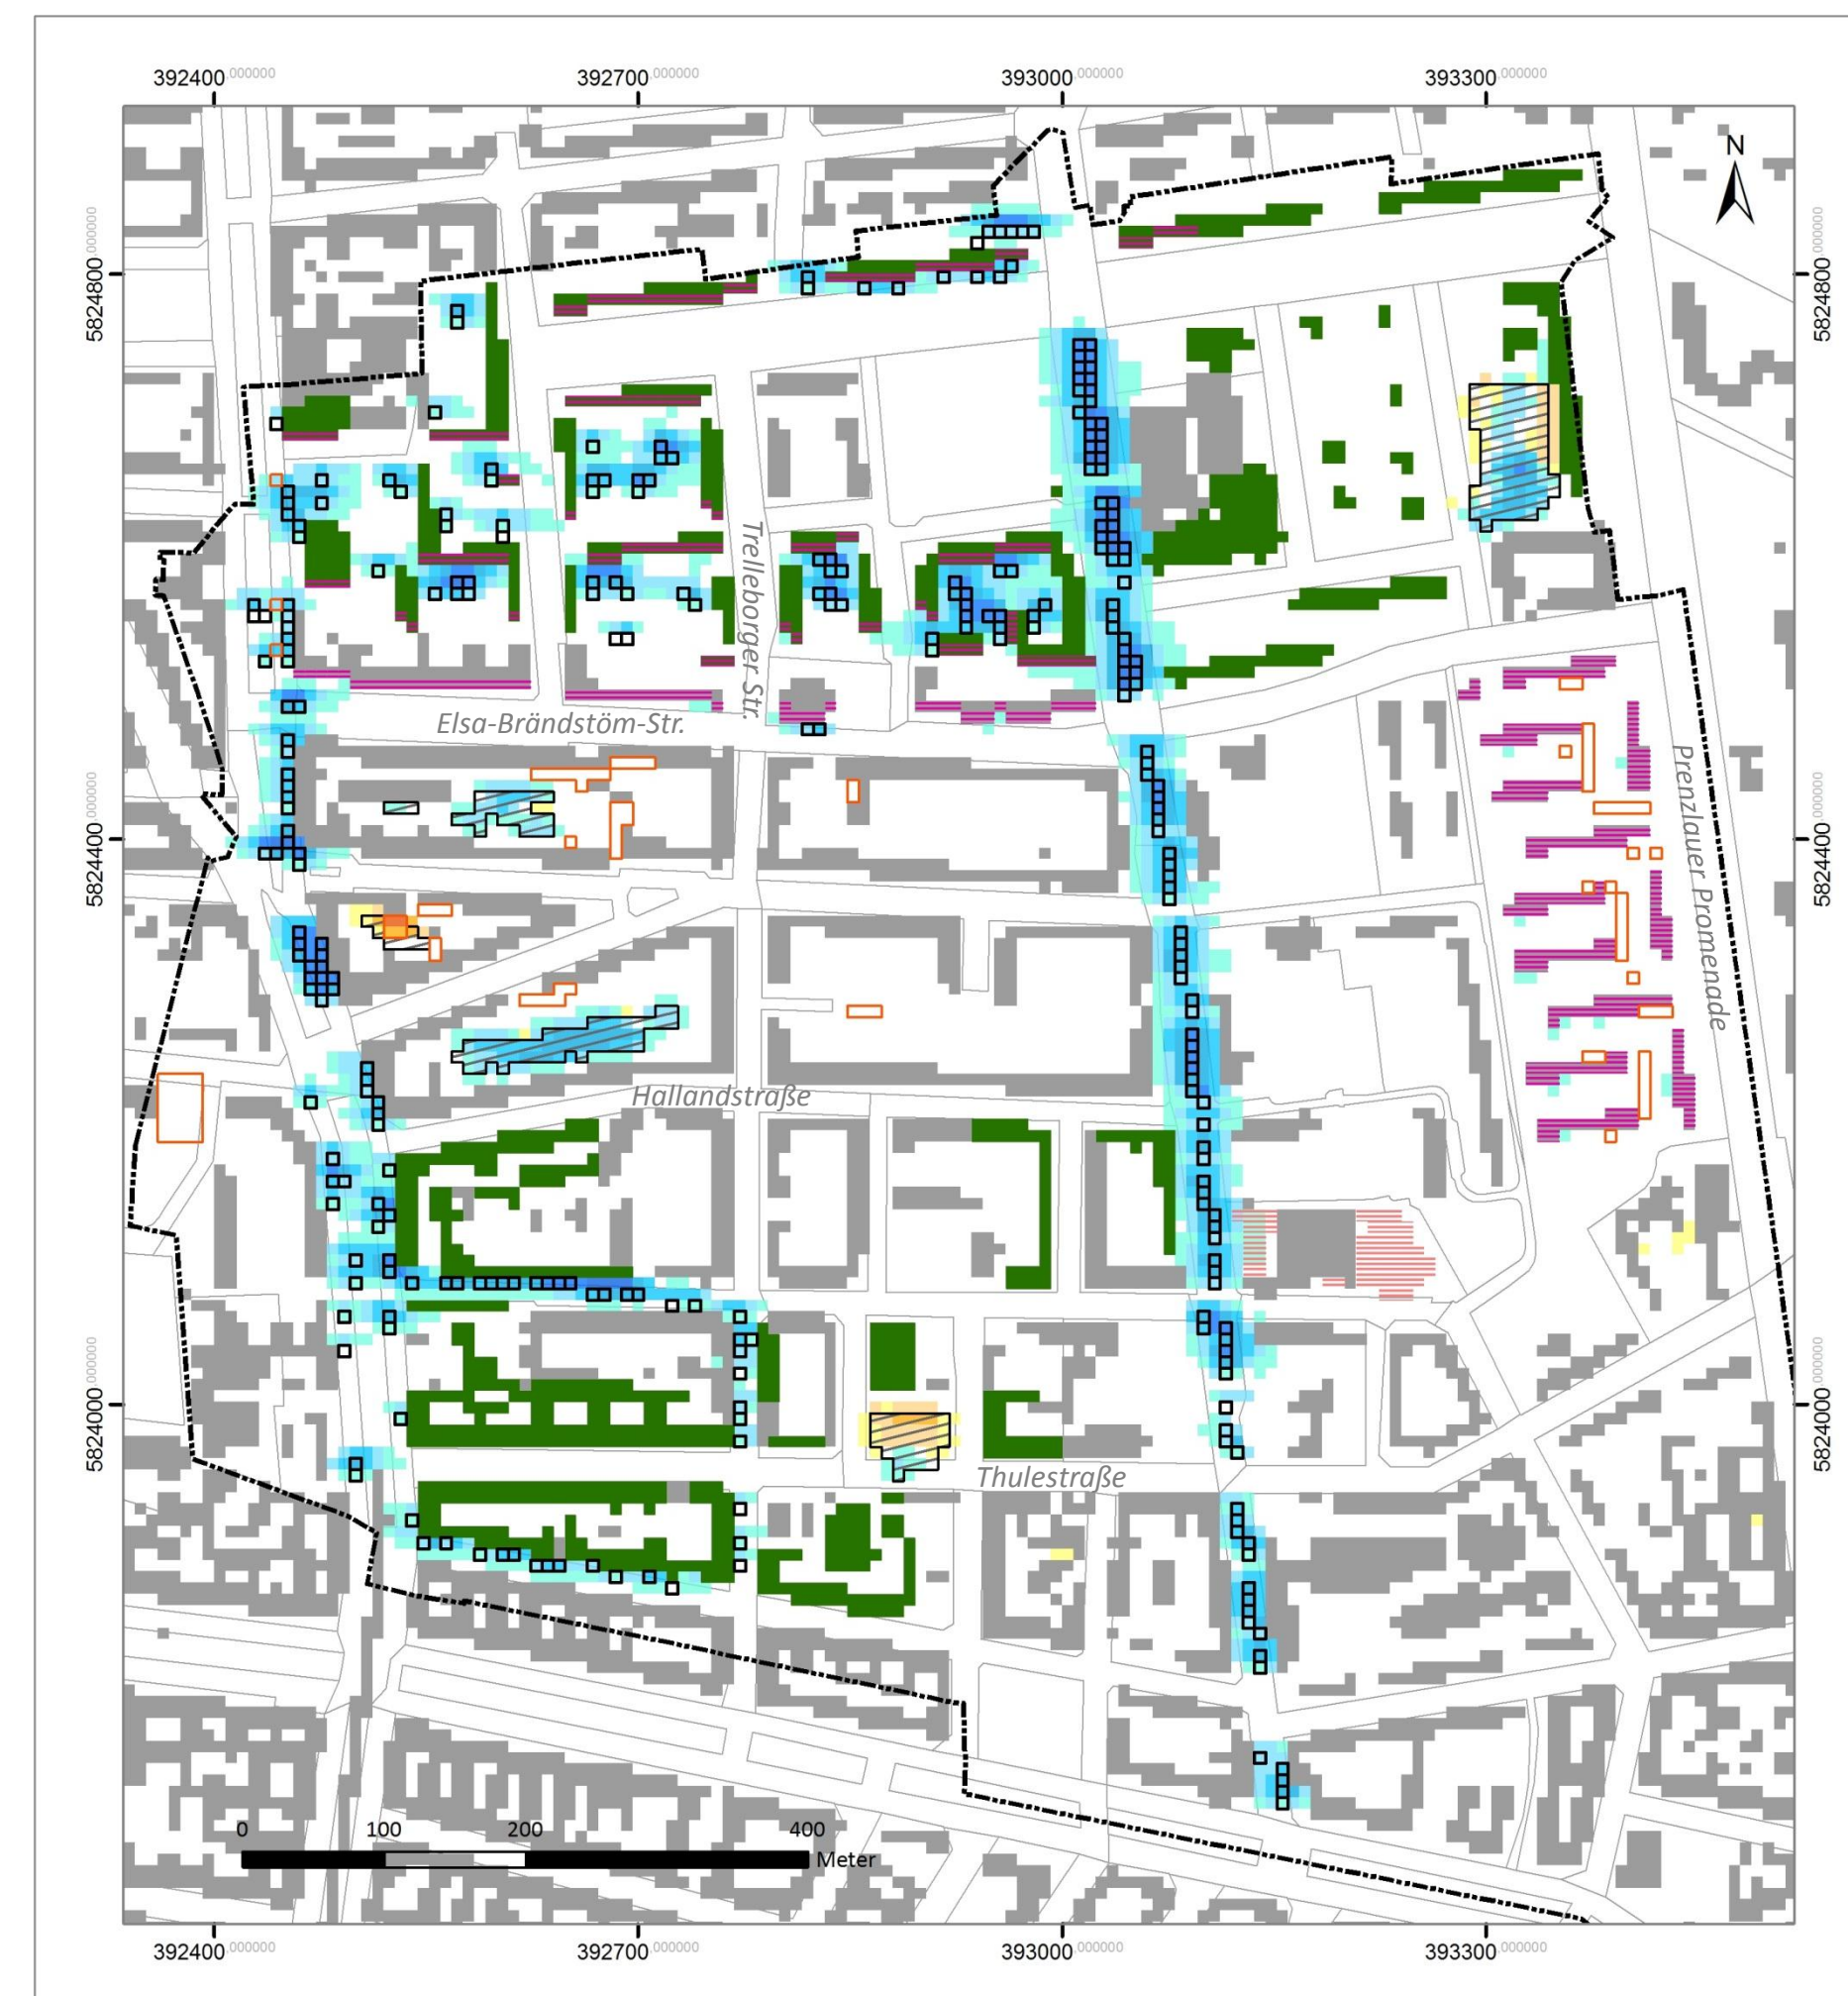 392400.000000 392700.000000 393000.000000 393300.000000
N
5824800.000000 5824800.000000
Trelleborger Str.
Elsa-Brändstöm-Str.
Prenzlauer Promenade
5824400.000000 5824400.000000
Hallandstraße
5824000.000000 5824000.000000
Thulestraße
0 100 200 400
Meter
392400.000000 392700.000000 393000.000000 393300.000000